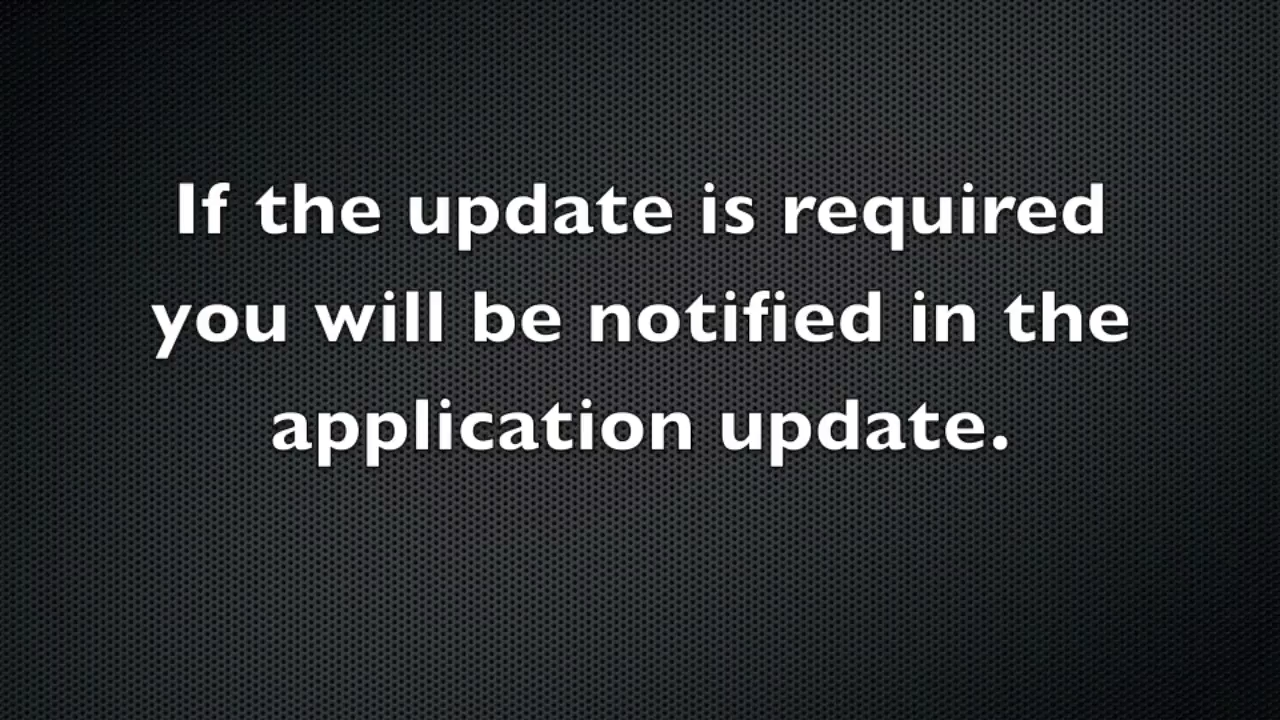 If the update is required
you will be notified in the
application update.